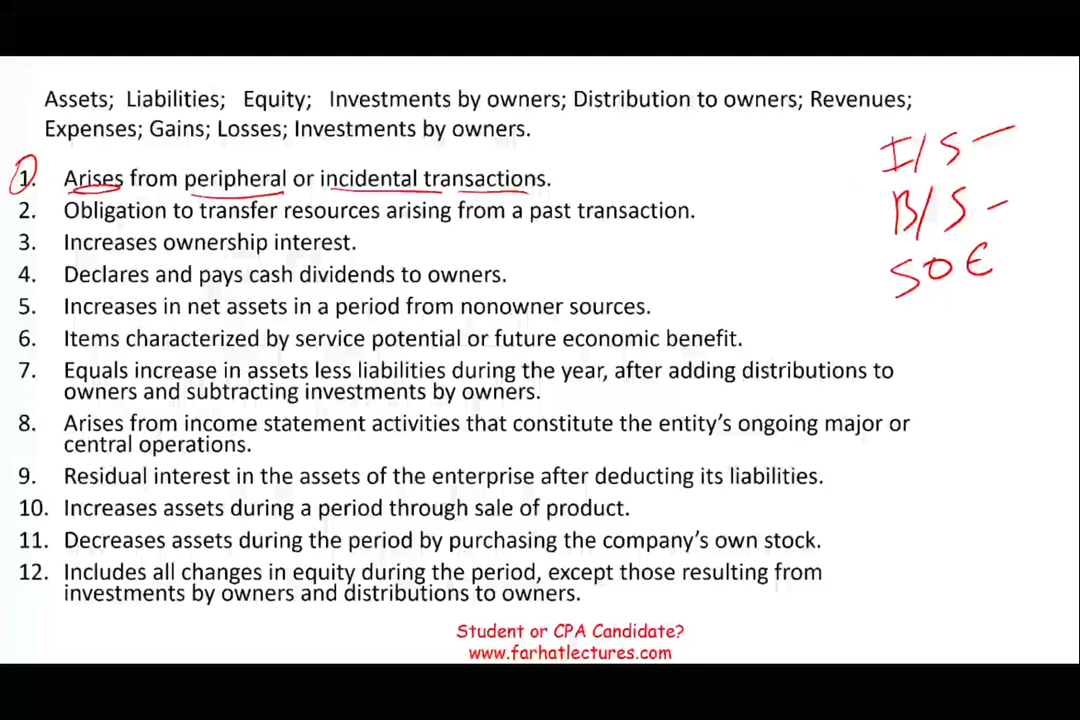 Assets; Liabilities; Equity; Investments by owners; Distribution to owners; Revenues;
Expenses; Gains; Losses; Investments by owners.
1. Arises from peripheral or incidental transactions.
2. Obligation to transfer resources arising from a past transaction.
3. Increases ownership interest.
4. Declares and pays cash dividends to owners.
5. Increases in net assets in a period from nonowner sources.
6. Items characterized by service potential or future economic benefit.
7. Equals increase in assets less liabilities during the year, after adding distributions to
owners and subtracting investments by owners.
8. Arises from income statement activities that constitute the entity's ongoing major or
central operations.
9. Residual interest in the assets of the enterprise after deducting its liabilities.
10. Increases assets during a period through sale of product.
11. Decreases assets during the period by purchasing the company's own stock.
12. Includes all changes in equity during the period, except those resulting from
investments by owners and distributions to owners.
I/S –
B/S –
SOE
Student or CPA Candidate?
www.farhatlectures.com